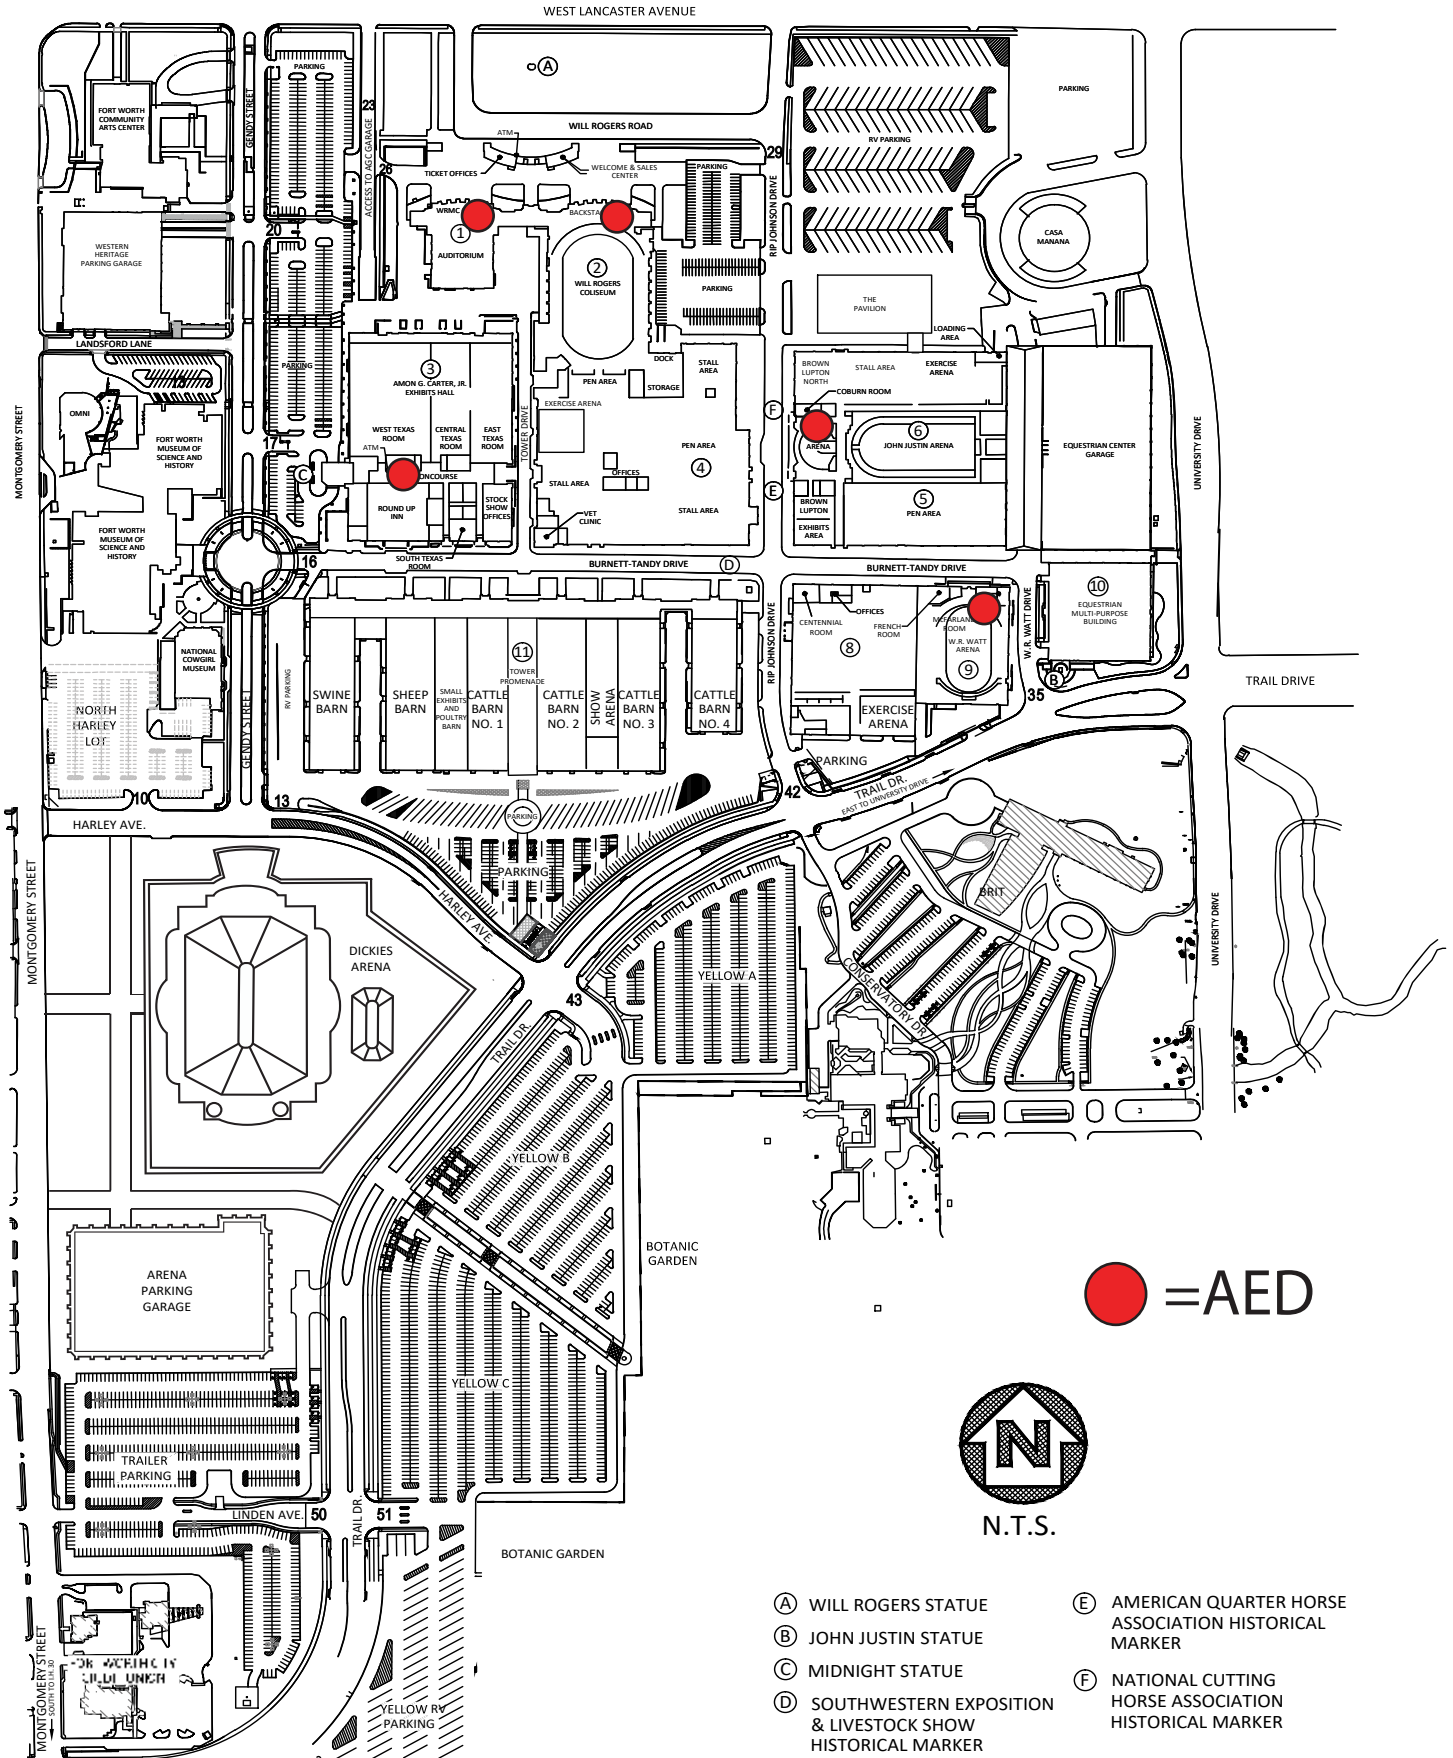 WEST LANCASTER AVENUE
A
PARKING
23
FORT WORTH
COMMUNITY
ARTS CENTER
GENDY STREET
ACCESS TO AGC GARAGE
WILL ROGERS ROAD
ATM
TICKET OFFICES
WELCOME & SALES
CENTER
26
29
PARKING
RV PARKING
PARKING
RIP JOHNSON DRIVE
WRMC
1
AUDITORIUM
2
WILL ROGERS
COLISEUM
PARKING
CASA
MANANA
20
WESTERN
HERITAGE
PARKING GARAGE
THE
PAVILION
LOADING
AREA
LANDSFORD LANE
PARKING
3
AMON G. CARTER, JR.
EXHIBITS HALL
WEST TEXAS
ROOM
CENTRAL
TEXAS
ROOM
EAST
TEXAS
ROOM
ATM
ROUND UP
INN
STOCK
SHOW
OFFICES
SOUTH TEXAS
ROOM
TOWER DRIVE
DOCK
PEN AREA
STORAGE
STALL
AREA
EXERCISE ARENA
PEN AREA
4
OFFICES
STALL AREA
STALL AREA
VET
CLINIC
BROWN
LUPTON
NORTH
STALL AREA
EXERCISE
ARENA
COBURN ROOM
F
ARENA
6
JOHN JUSTIN ARENA
EQUESTRIAN CENTER
GARAGE
E
BROWN
LUPTON
EXHIBITS
AREA
5
PEN AREA
UNIVERSITY DRIVE
MONTGOMERY STREET
OMNI
FORT WORTH
MUSEUM OF
SCIENCE AND
HISTORY
17
C
FORT WORTH
MUSEUM OF
SCIENCE AND
HISTORY
16
BURNETT-TANDY DRIVE
D
BURNETT-TANDY DRIVE
NATIONAL
COWGIRL
MUSEUM
NORTH
HARLEY
LOT
GENDY STREET
RV PARKING
SWINE
BARN
SHEEP
BARN
SMALL
EXHIBITS
AND
POULTRY
BARN
CATTLE
BARN
NO. 1
11
TOWER
PROMENADE
CATTLE
BARN
NO. 2
SHOW
ARENA
CATTLE
BARN
NO. 3
CATTLE
BARN
NO. 4
RIP JOHNSON DRIVE
CENTENNIAL
ROOM
OFFICES
FRENCH
ROOM
8
ROOM
W.R. WATT
ARENA
9
EXERCISE
ARENA
W.R. WATT DRIVE
10
EQUESTRIAN
MULTI-PURPOSE
BUILDING
B
35
TRAIL DRIVE
PARKING
42
TRAIL DR.
EAST TO UNIVERSITY DRIVE
10
13
HARLEY AVE.
PARKING
PARKING
HARLEY AVE.
MONTGOMERY STREET
DICKIES
ARENA
43
YELLOW A
BRIT
CONSERVATORY DR.
UNIVERSITY DRIVE
TRAIL DR.
YELLOW B
BOTANIC
GARDEN
ARENA
PARKING
GARAGE
YELLOW C
TRAILER
PARKING
LINDEN AVE.
50
51
TRAIL DR.
BOTANIC GARDEN
MONTGOMERY STREET
SOUTH TO I.H. 30
YELLOW RV
PARKING
=AED
N
N.T.S.
A WILL ROGERS STATUE
B JOHN JUSTIN STATUE
C MIDNIGHT STATUE
D SOUTHWESTERN EXPOSITION
& LIVESTOCK SHOW
HISTORICAL MARKER
E AMERICAN QUARTER HORSE
ASSOCIATION HISTORICAL
MARKER
F NATIONAL CUTTING
HORSE ASSOCIATION
HISTORICAL MARKER